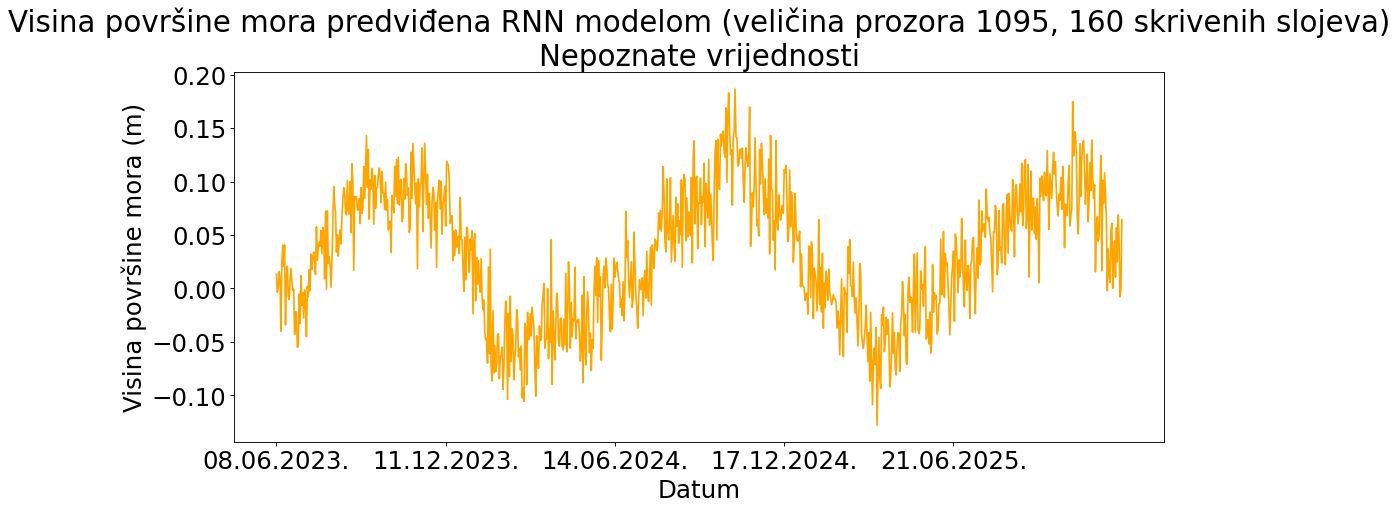 Visina površine mora predviđena RNN modelom (veličina prozora 1095, 160 skrivenih slojeva)
Nepoznate vrijednosti
Visina površine mora (m)
0.20
0.15
0.10
0.05
0.00
−0.05
−0.10
08.06.2023. 11.12.2023. 14.06.2024. 17.12.2024. 21.06.2025.
Datum